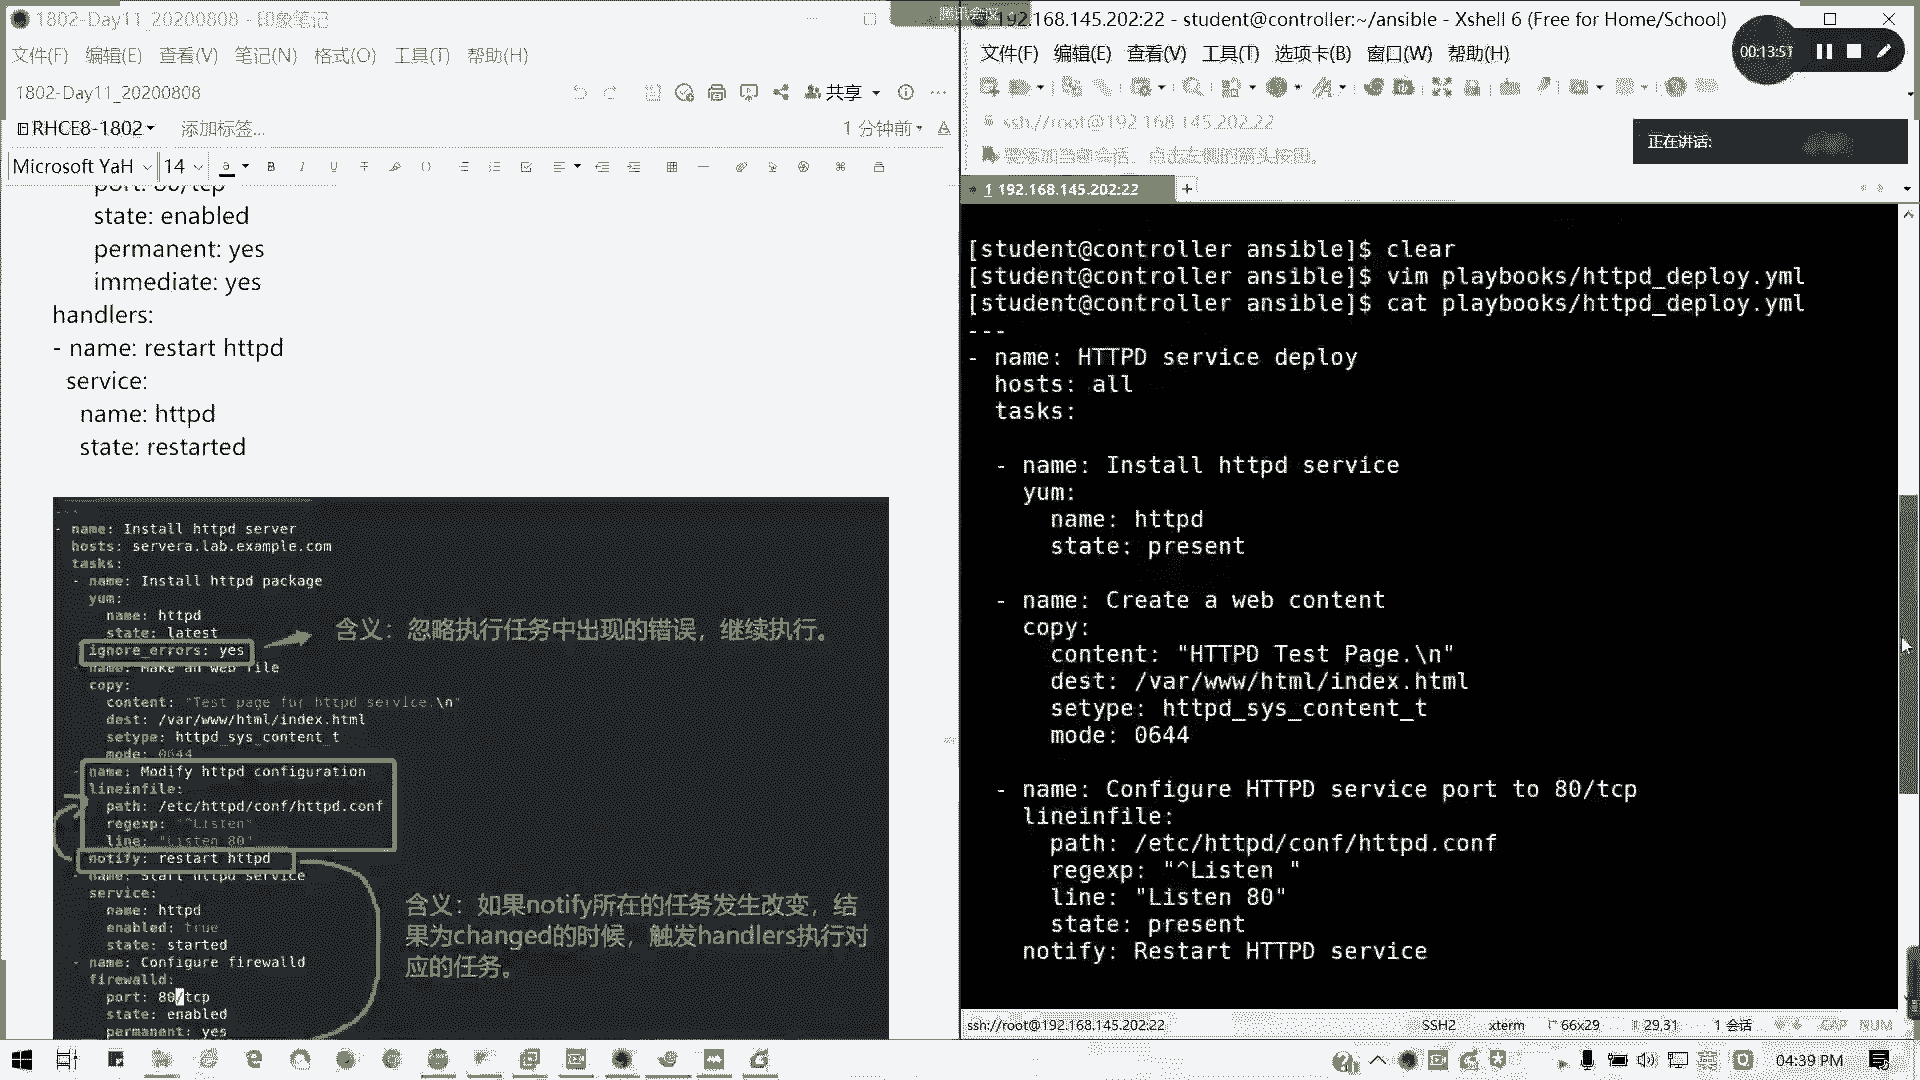 1802-Day11_20200808 - 印象笔记
文件(F) 编辑(E) 查看(V) 笔记(N) 格式(O) 工具(T) 帮助(H)
1802-Day11_20200808
共享
RHCE8-1802
添加标签...
1 分钟前
Microsoft YaH
14
port: 80/tcp
state: enabled
permanent: yes
immediate: yes
handlers:
- name: restart httpd
service:
name: httpd
state: restarted
---
- name: Install httpd server
hosts: servera.lab.example.com
tasks:
- name: Install httpd package
yum:
name: httpd
state: latest
ignore_errors: yes
含义：忽略执行任务中出现的错误，继续执行。
- name: Make an web file
copy:
content: "Test page for httpd service.\n"
dest: /var/www/html/index.html
setype: httpd_sys_content_t
mode: 0644
- name: Modify httpd configuration
lineinfile:
path: /etc/httpd/conf/httpd.conf
regexp: "^Listen"
line: "Listen 80"
notify: restart httpd
- name: Start httpd service
service:
name: httpd
enabled: true
state: started
含义：如果notify所在的任务发生改变，结
果为changed的时候，触发handlers执行对
应的任务。
- name: Configure firewalld
firewalld:
port: 80/tcp
state: enabled
permanent: yes
腾讯会议
192.168.145.202:22 - student@controller:~/ansible - Xshell 6 (Free for Home/School)
文件(F) 编辑(E) 查看(V) 工具(T) 选项卡(B) 窗口(W) 帮助(H)
00:13:51
ssh://root@192.168.145.202:22
正在讲话:
要添加当前会话，点击左侧的箭头按钮。
1 192.168.145.202:22
[student@controller ansible]$ clear
[student@controller ansible]$ vim playbooks/httpd_deploy.yml
[student@controller ansible]$ cat playbooks/httpd_deploy.yml
---
- name: HTTPD service deploy
hosts: all
tasks:
- name: Install httpd service
yum:
name: httpd
state: present
- name: Create a web content
copy:
content: "HTTPD Test Page.\n"
dest: /var/www/html/index.html
setype: httpd_sys_content_t
mode: 0644
- name: Configure HTTPD service port to 80/tcp
lineinfile:
path: /etc/httpd/conf/httpd.conf
regexp: "^Listen "
line: "Listen 80"
state: present
notify: Restart HTTPD service
ssh://root@192.168.145.202:22
SSH2
xterm
66x29
29,31
1 会话
CAP NUM
04:39 PM